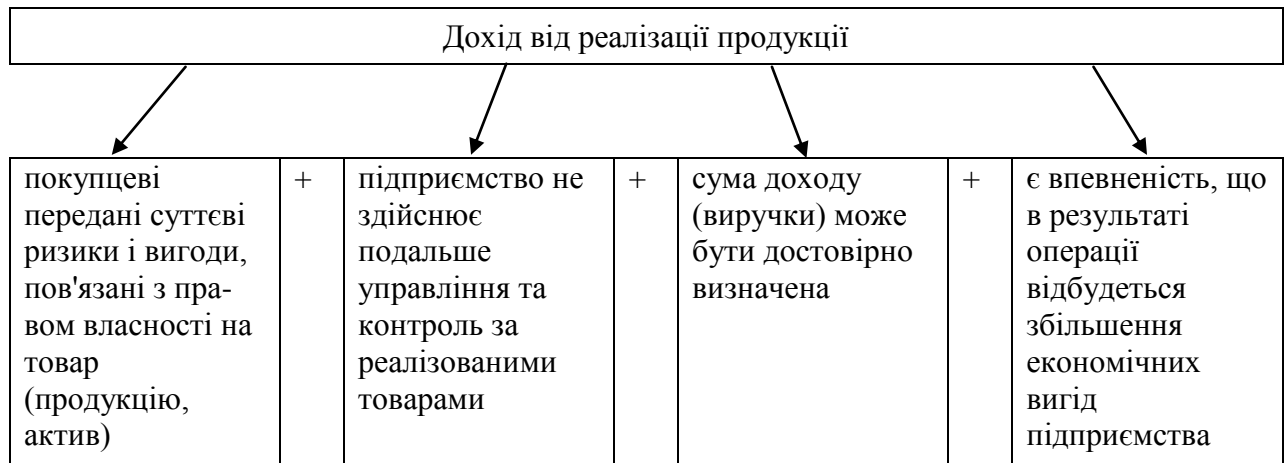 Дохід від реалізації продукції
покупцеві
передані суттєві
ризики і вигоди,
пов'язані з пра-
вом власності на
товар
(продукцію,
актив)
+
підприємство не
здійснює
подальше
управління та
контроль за
реалізованими
товарами
+
сума доходу
(виручки) може
бути достовірно
визначена
+
є впевненість, що
в результаті
операції
відбудеться
збільшення
економічних
вигід
підприємства